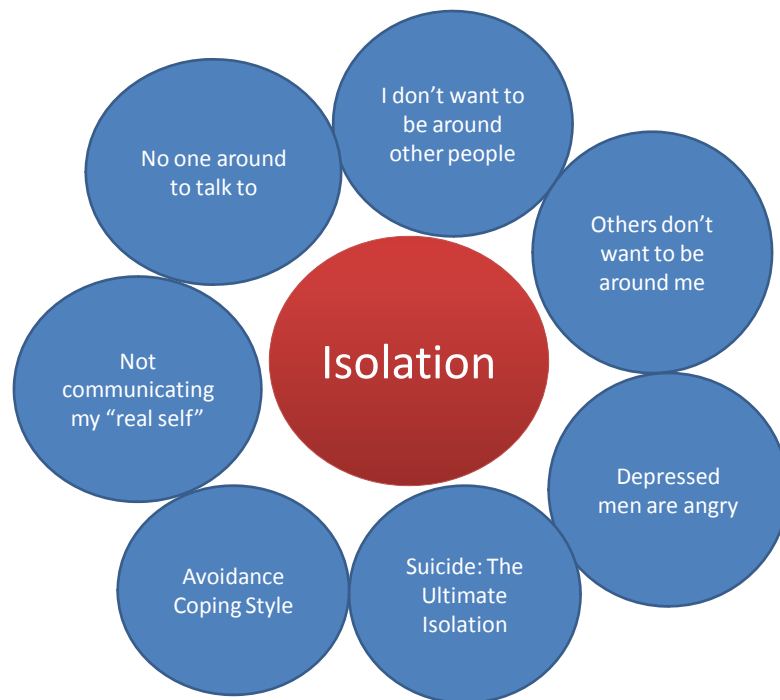 I don’t want to
be around
other people
No one around
to talk to
Others don’t
want to be
around me
Isolation
Not
communicating
my “real self”
Depressed
men are angry
Avoidance
Coping Style
Suicide: The
Ultimate
Isolation